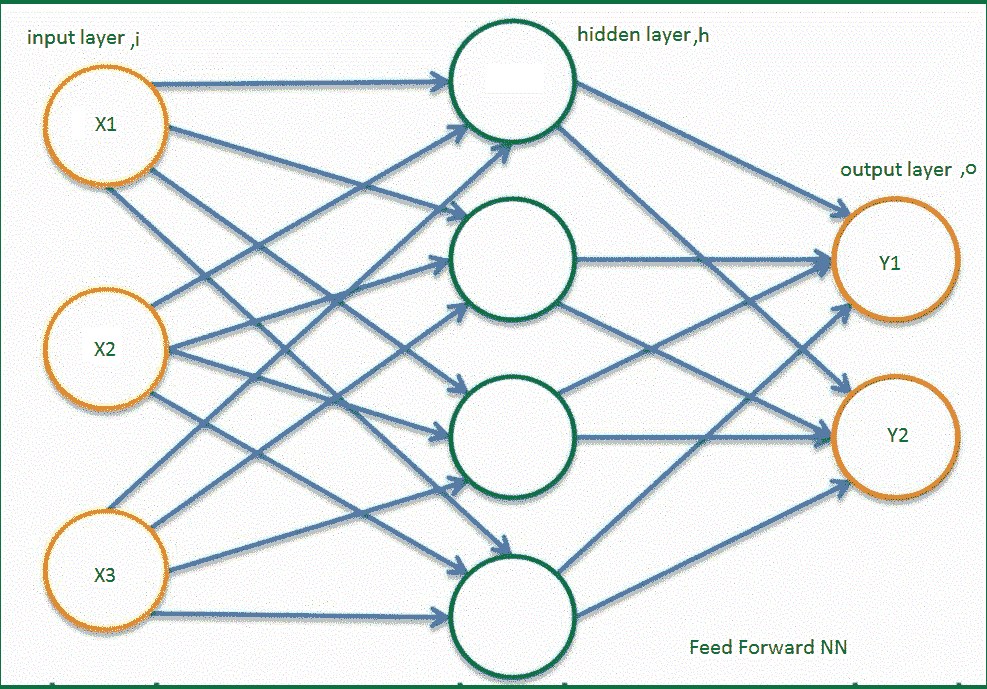 input layer ,i
hidden layer,h
X1
output layer ,o
Y1
X2
Y2
X3
Feed Forward NN